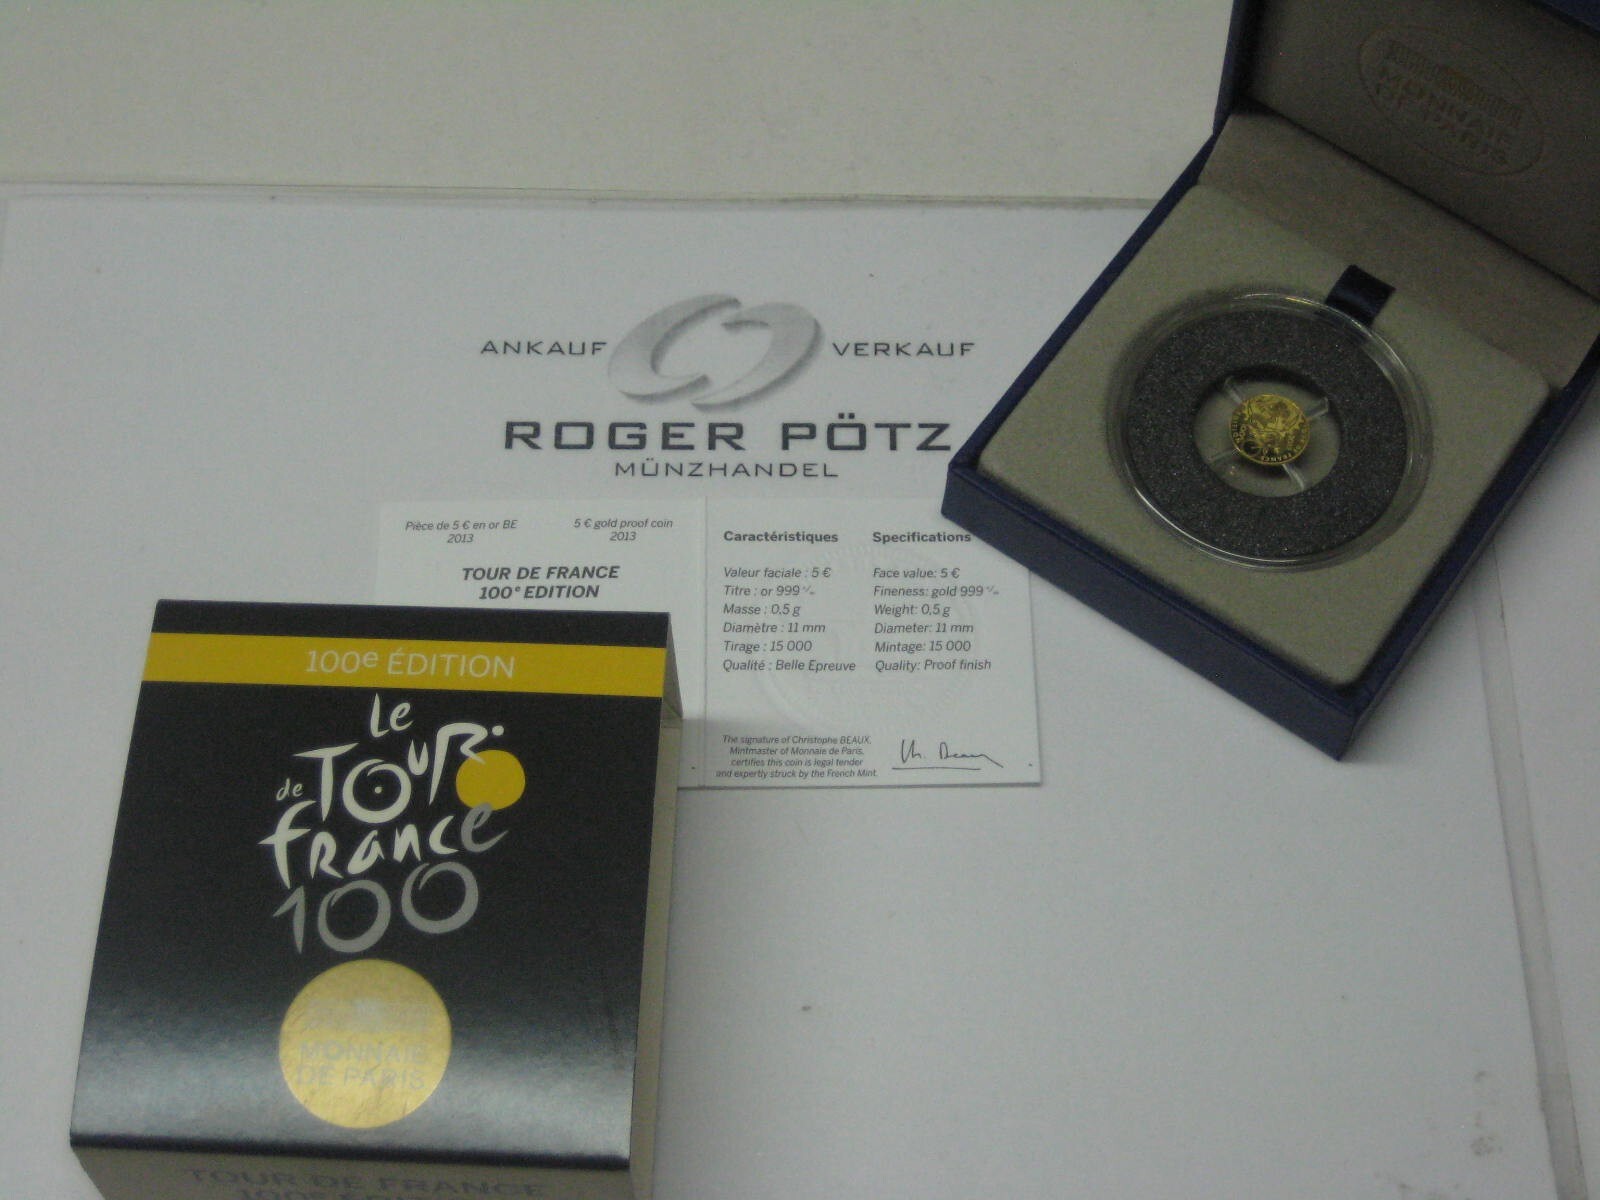 MONNAIE
DE PARIS
ANKAUF VERKAUF
ROGER PÖTZ
MÜNZHANDEL
Pièce de 5 € en or BE
2013
5 € gold proof coin
2013
TOUR DE FRANCE
100e EDITION
Caractéristiques
Valeur faciale : 5 €
Titre : or 999 ‰
Masse : 0,5 g
Diamètre : 11 mm
Tirage : 15 000
Qualité : Belle Epreuve
Specifications
Face value: 5 €
Fineness: gold 999 ‰
Weight: 0,5 g
Diameter: 11 mm
Mintage: 15 000
Quality: Proof finish
The signature of Christophe BEAUX,
Mintmaster of Monnaie de Paris,
certifies this coin is legal tender
and expertly struck by the French Mint.
Ch. Beaux
100e ÉDITION
Le
de TOUR
france
100
MONNAIE
DE PARIS
TOUR DE FRANCE
100e ÉDITION